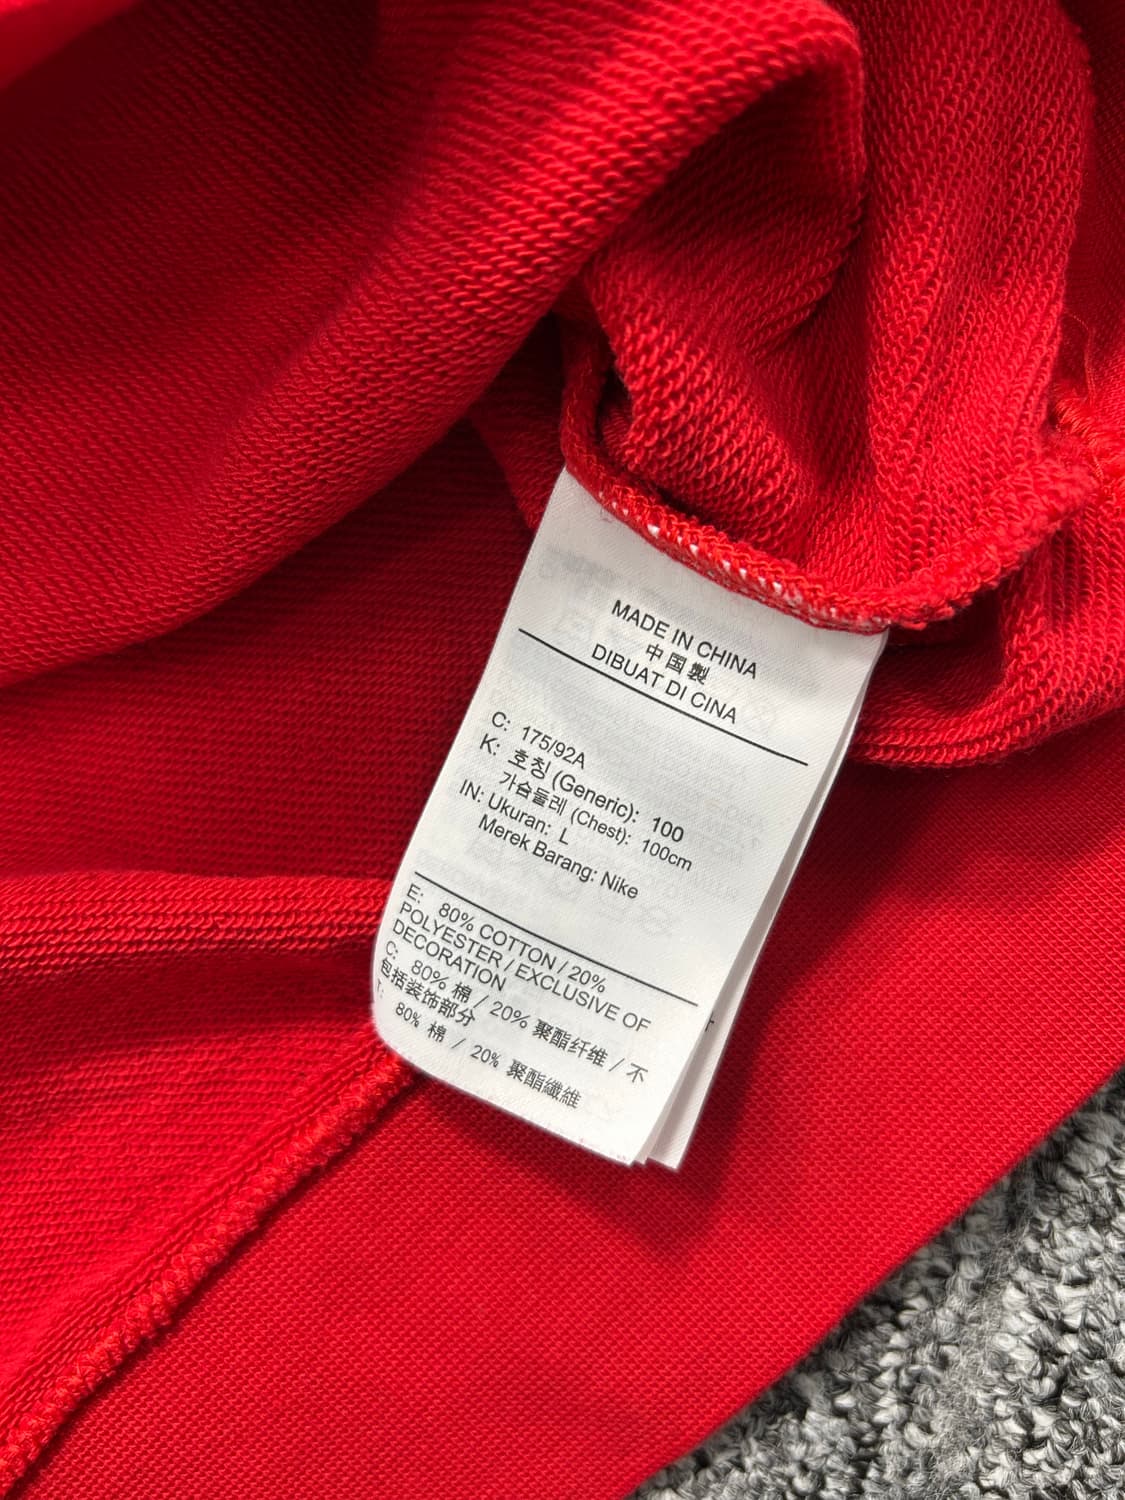 MADE IN CHINA
中国製
DIBUAT DI CINA
C: 175/92A
K: 호칭 (Generic): 100
가슴둘레 (Chest): 100cm
IN: Ukuran: L
Merek Barang: Nike
E: 80% COTTON / 20%
POLYESTER / EXCLUSIVE OF
DECORATION
C: 80% 棉 / 20% 聚酯纤维 / 不
包括装饰部分
T: 80% 棉 / 20% 聚酯纖維